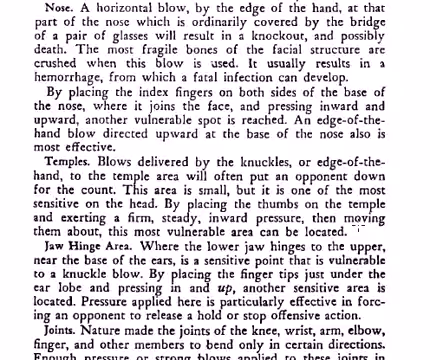 Nose. A horizontal blow, by the edge of the hand, at that
part of the nose which is ordinarily covered by the bridge
of a pair of glasses will result in a knockout, and possibly
death. The most fragile bones of the facial structure are
crushed when this blow is used. It usually results in a
hemorrhage, from which a fatal infection can develop.
By placing the index fingers on both sides of the base of
the nose, where it joins the face, and pressing inward and
upward, another vulnerable spot is reached. An edge-of-the-
hand blow directed upward at the base of the nose also is
most effective.
Temples. Blows delivered by the knuckles, or edge-of-the-
hand, to the temple area will often put an opponent down
for the count. This area is small, but it is one of the most
sensitive on the head. By placing the thumbs on the temple
and exerting a firm, steady, inward pressure, then moving
them about, this most vulnerable area can be located.
Jaw Hinge Area. Where the lower jaw hinges to the upper,
near the base of the ears, is a sensitive point that is vulnerable
to a knuckle blow. By placing the finger tips just under the
ear lobe and pressing in and up, another sensitive area is
located. Pressure applied here is particularly effective in forc-
ing an opponent to release a hold or stop offensive action.
Joints. Nature made the joints of the knee, wrist, arm, elbow,
finger, and other members to bend only in certain directions.
Enough pressure or strong blows applied to these joints in